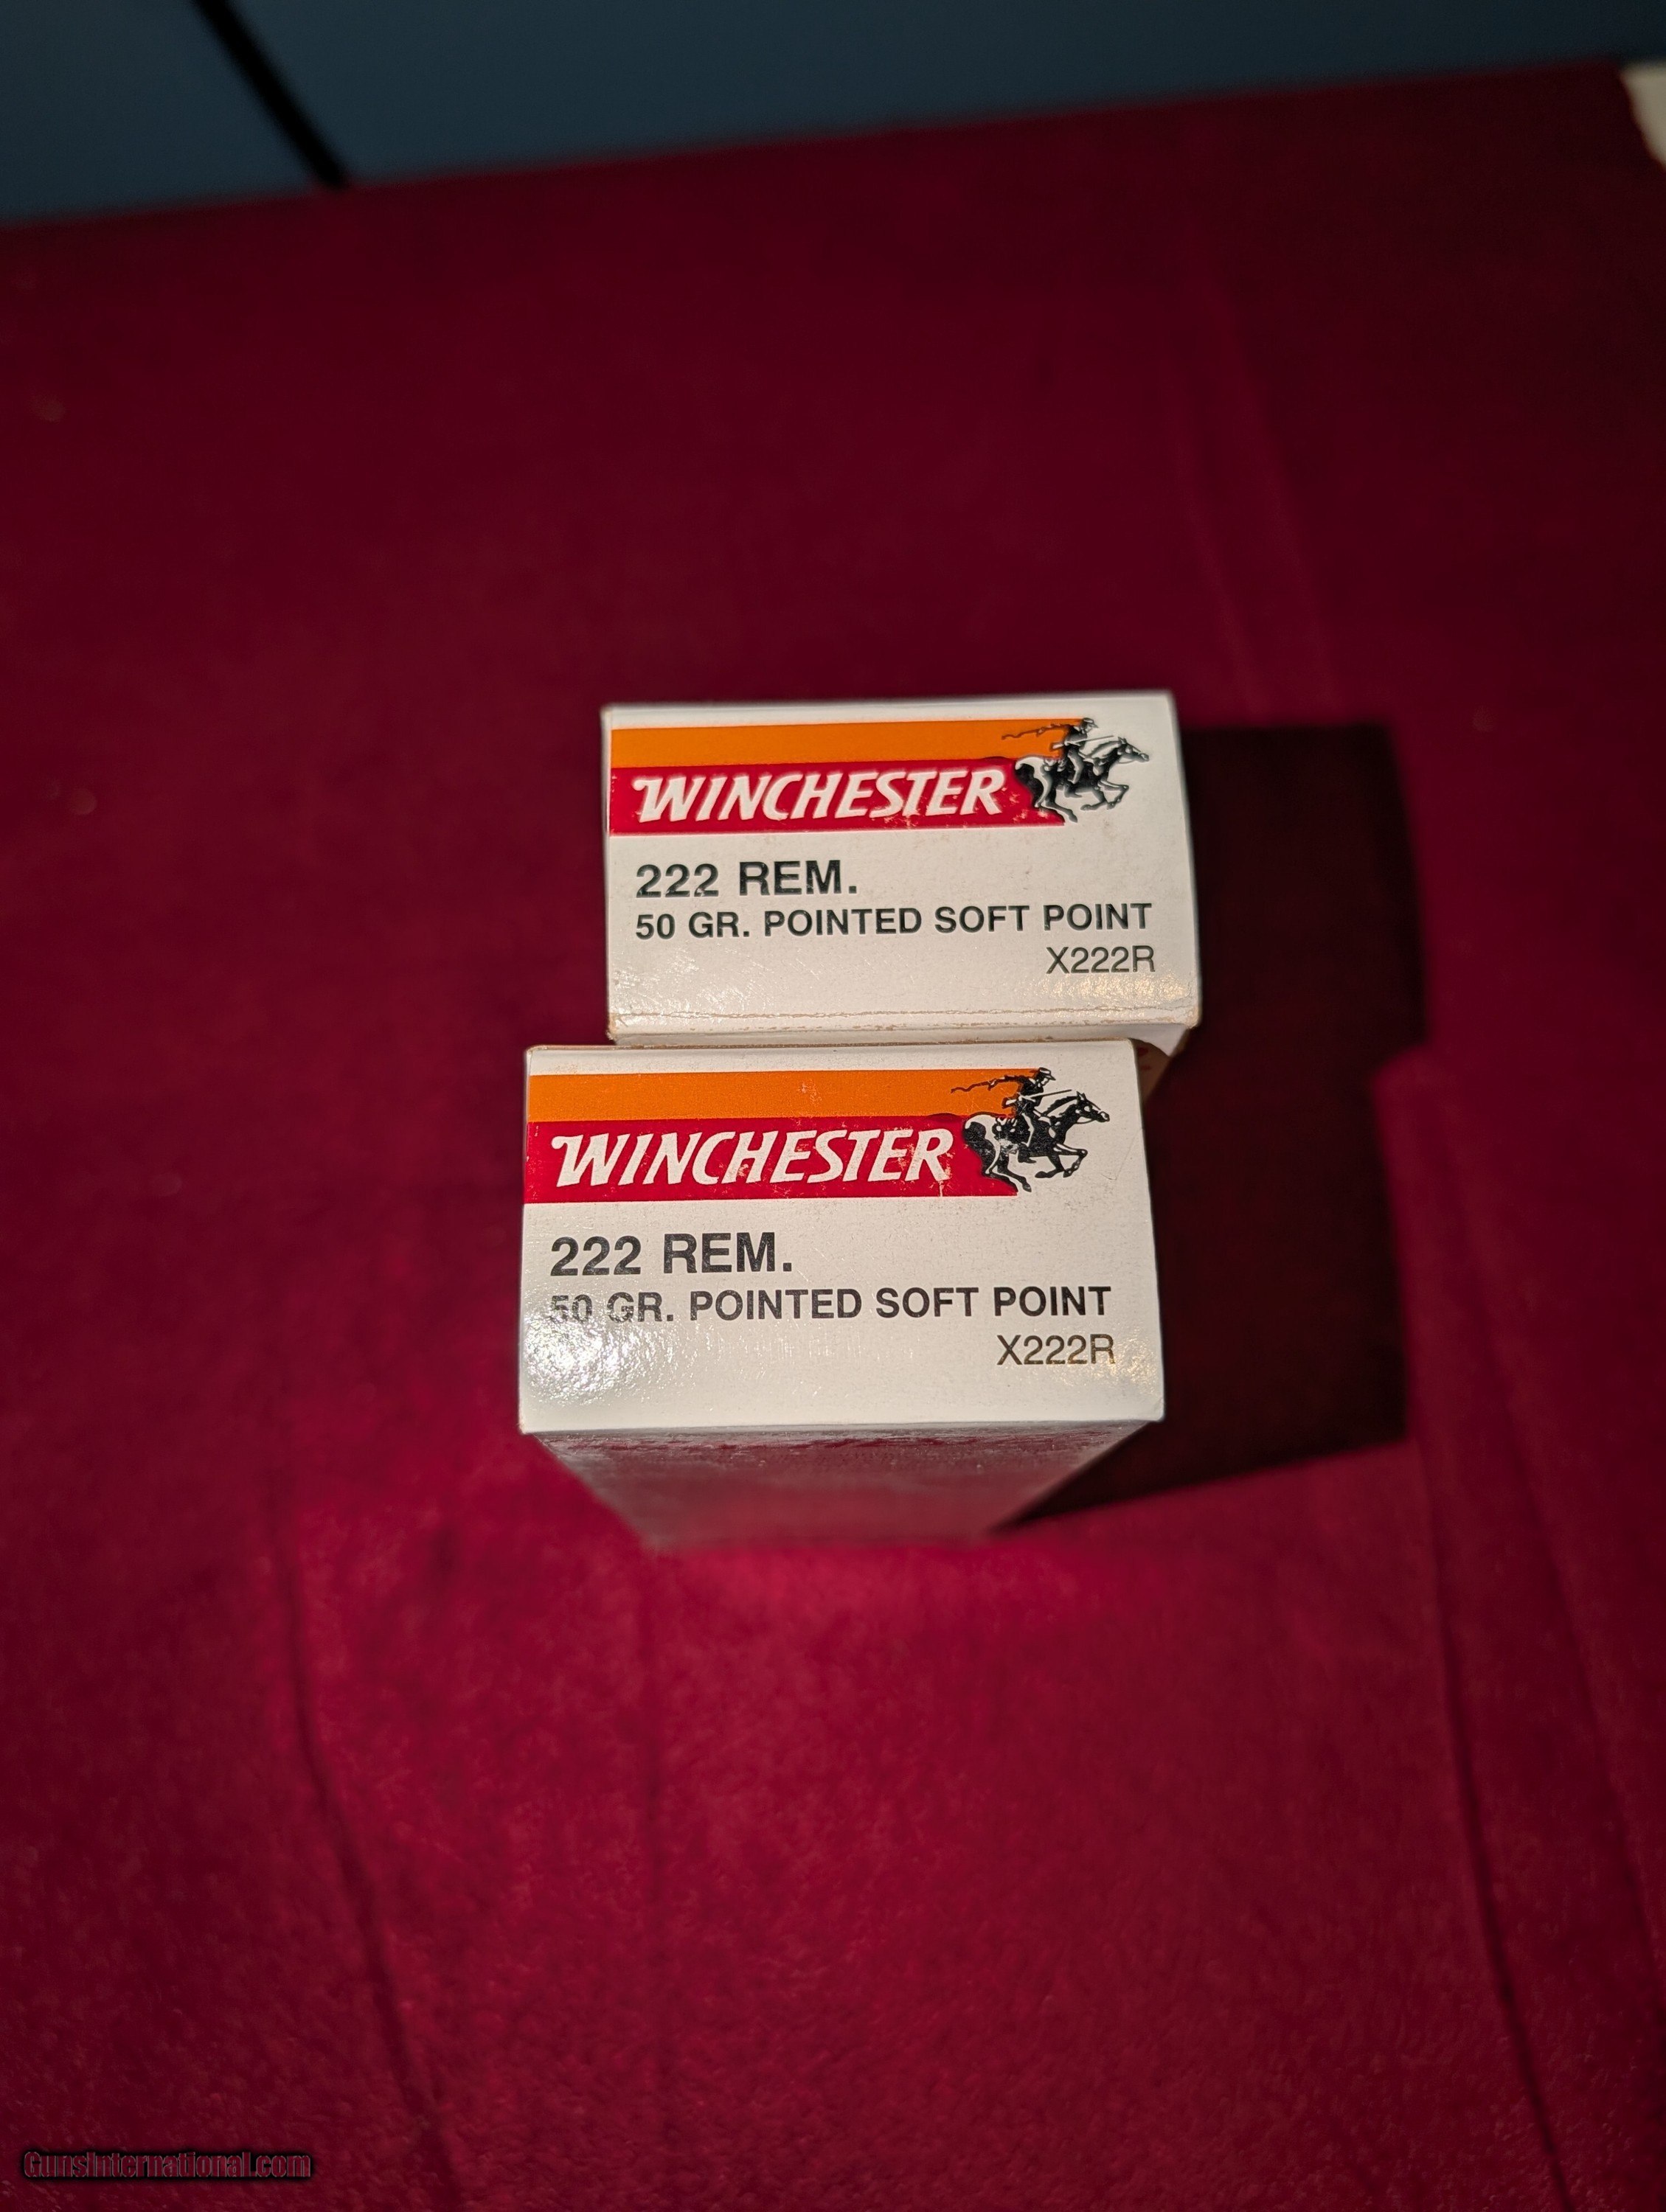 WINCHESTER
222 REM.
50 GR. POINTED SOFT POINT
X222R
WINCHESTER
222 REM.
50 GR. POINTED SOFT POINT
X222R
GunsInternational.com